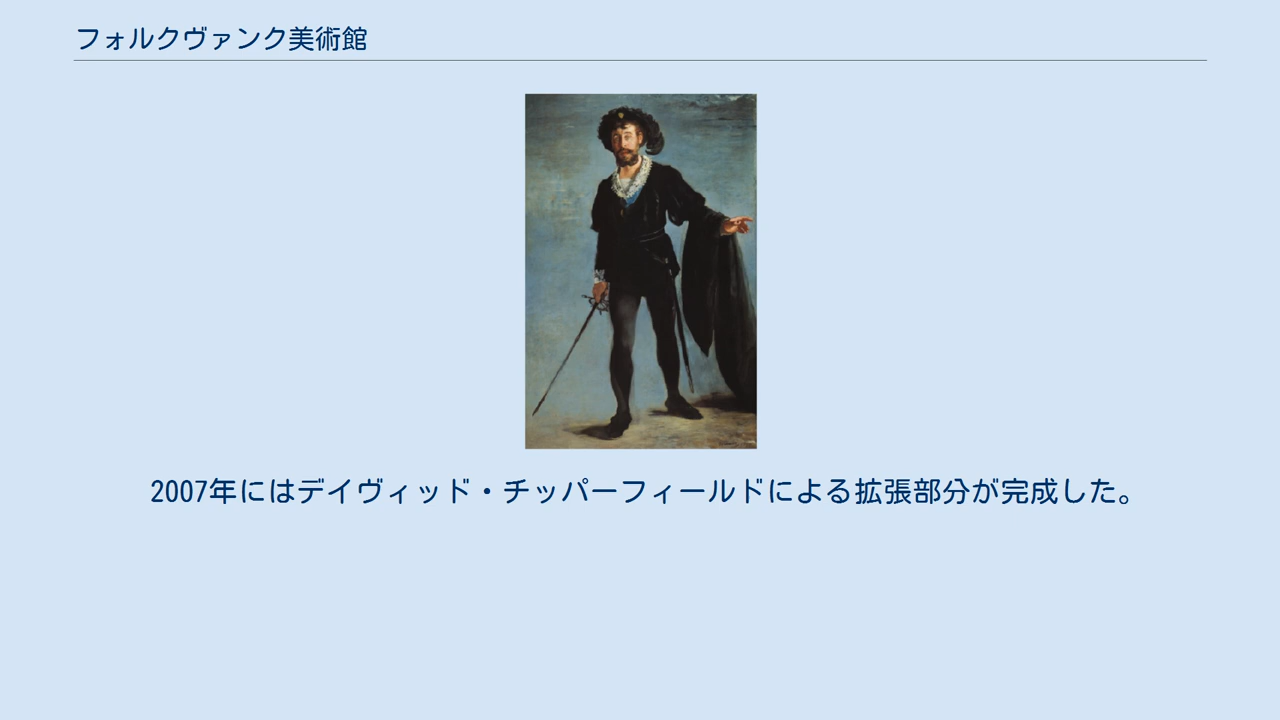 フォルクヴァンク美術館
2007年にはデイヴィッド・チッパーフィールドによる拡張部分が完成した。